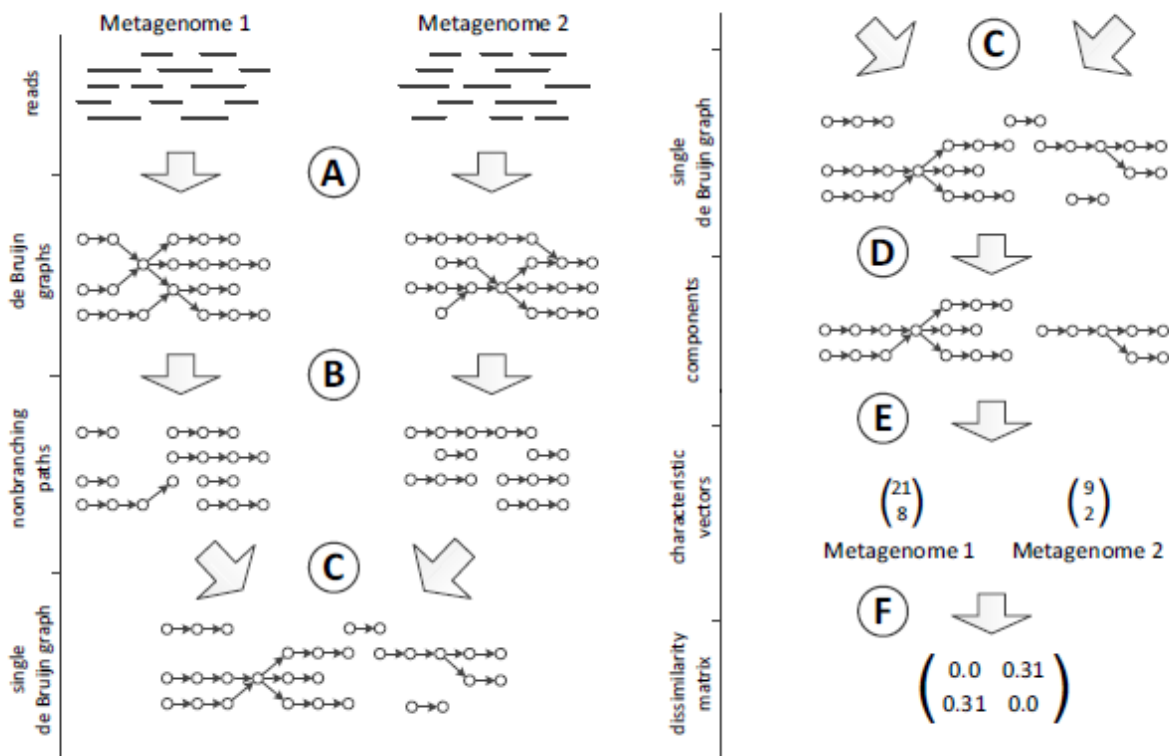 Metagenome 1
Metagenome 2
reads
A
de Bruijn
graphs
B
nonbranching
paths
C
single
de Bruijn graph
C
single
de Bruijn graph
D
components
E
characteristic
vectors
21
8
9
2
Metagenome 1
Metagenome 2
F
dissimilarity
matrix
0.0 0.31
0.31 0.0